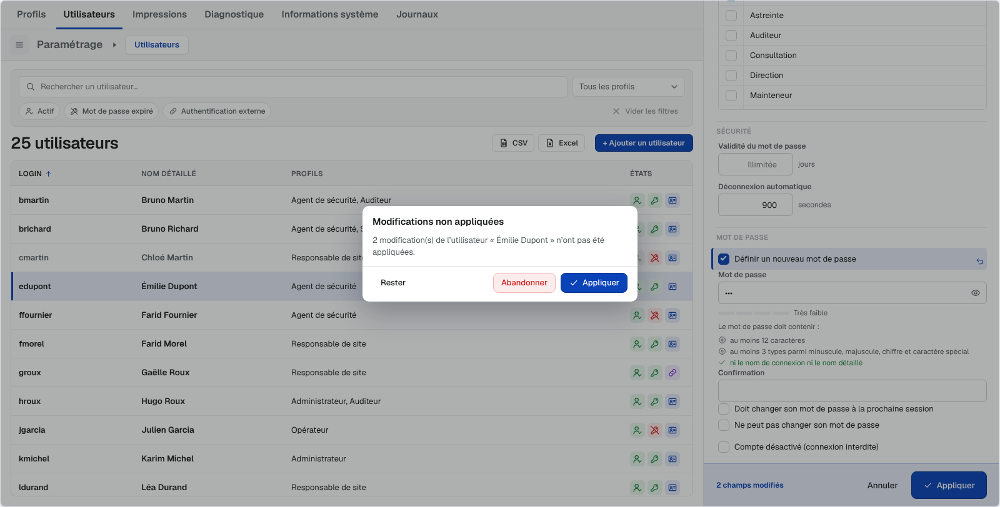 Profils Utilisateurs Impressions Diagnostique Informations système Journaux
Paramétrage Utilisateurs
Rechercher un utilisateur...
Tous les profils
Actif Mot de passe expiré Authentification externe Vider les filtres
25 utilisateurs CSV Excel + Ajouter un utilisateur
LOGIN NOM DÉTAILLÉ PROFILS ÉTATS
bmartin Bruno Martin Agent de sécurité, Auditeur
brichard Bruno Richard Agent de sécurité,
cmartin Chloé Martin Responsable de site
edupont Émilie Dupont Agent de sécurité
ffournier Farid Fournier Agent de sécurité
fmorel Farid Morel Responsable de site
groux Gaëlle Roux Responsable de site
hroux Hugo Roux Administrateur, Auditeur
jgarcia Julien Garcia Opérateur
kmichel Karim Michel Administrateur
ldurand Léa Durand Responsable de site
Modifications non appliquées
2 modification(s) de l'utilisateur « Émilie Dupont » n'ont pas été
appliquées.
Rester Abandonner Appliquer
Astreinte
Auditeur
Consultation
Direction
Mainteneur
SÉCURITÉ
Validité du mot de passe
Illimitée jours
Déconnexion automatique
900 secondes
MOT DE PASSE
Définir un nouveau mot de passe
Mot de passe
•••
Très faible
Le mot de passe doit contenir :
au moins 12 caractères
au moins 3 types parmi minuscule, majuscule, chiffre et caractère spécial
ni le nom de connexion ni le nom détaillé
Confirmation
Doit changer son mot de passe à la prochaine session
Ne peut pas changer son mot de passe
Compte désactivé (connexion interdite)
2 champs modifiés Annuler Appliquer